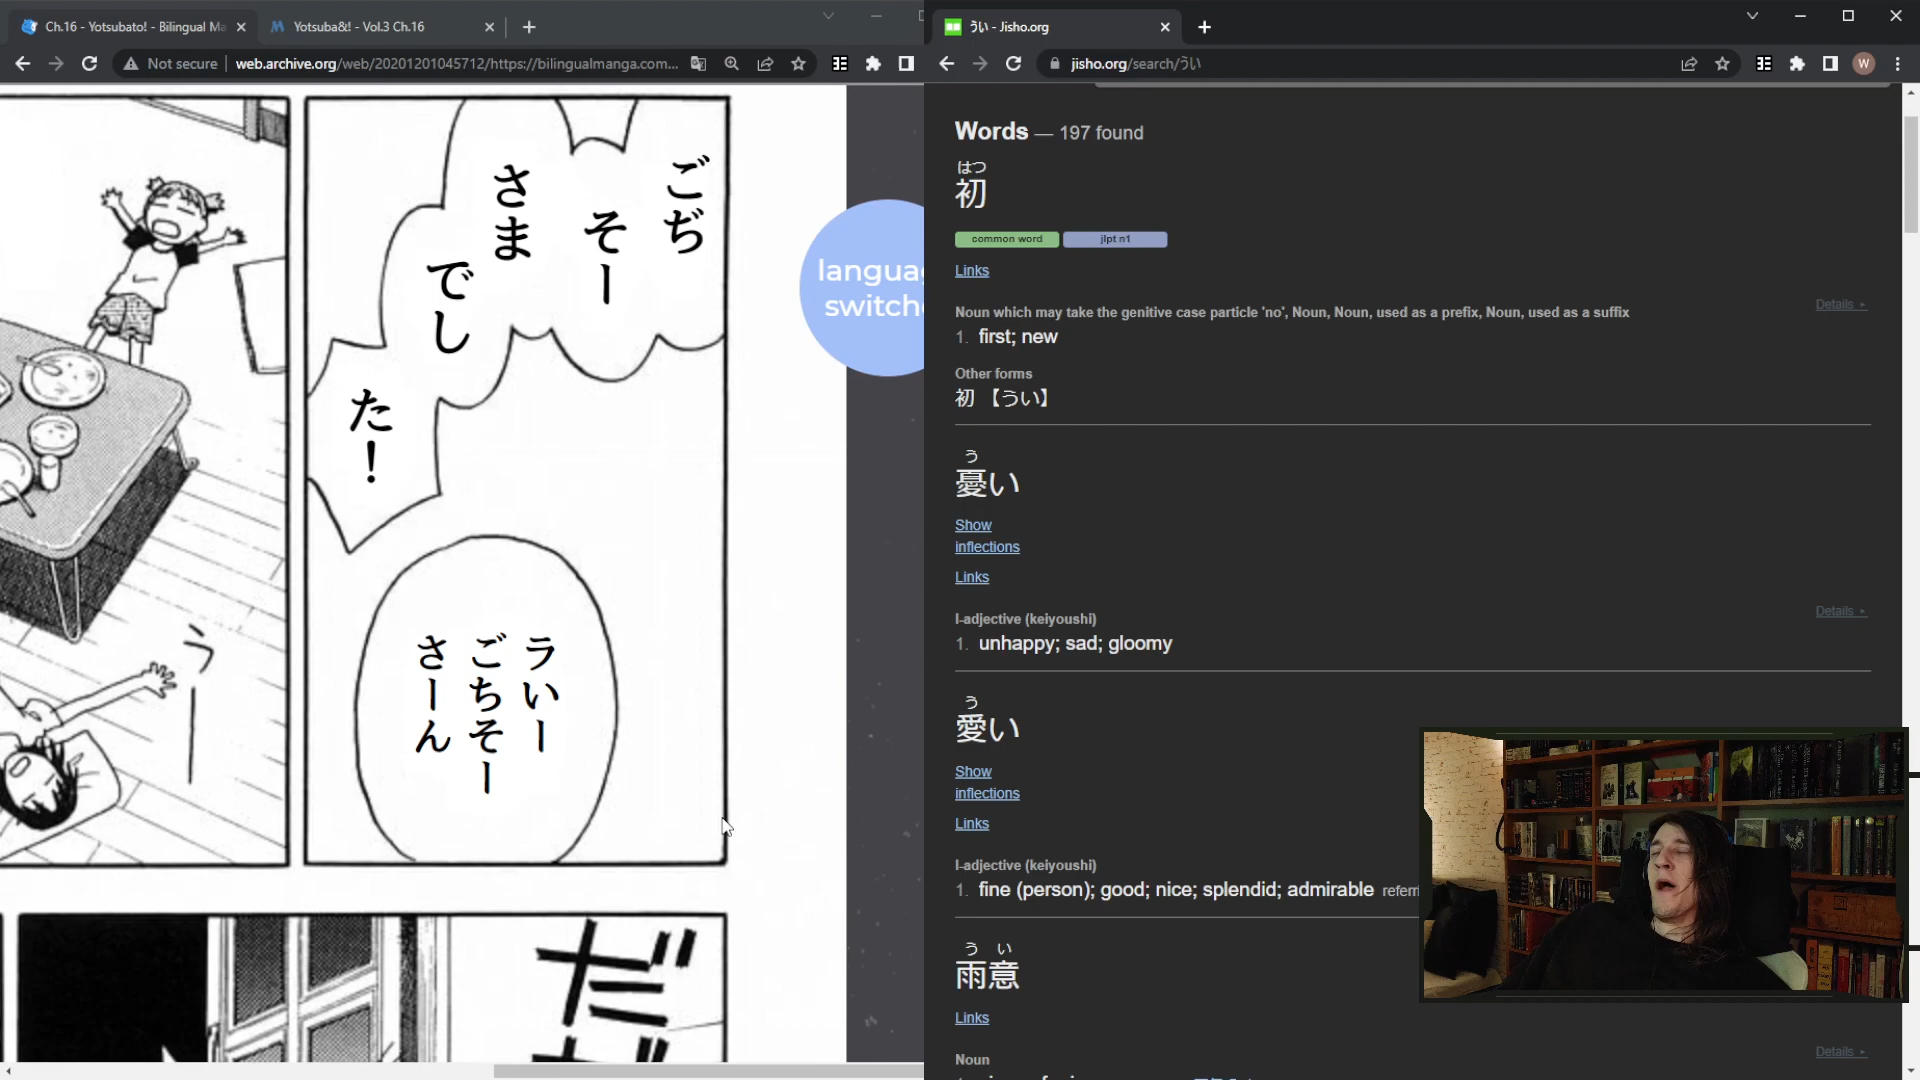 Ch.16 - Yotsubato! - Bilingual Ma
Yotsuba&! - Vol.3 Ch.16
Not secure
web.archive.org/web/20201201045712/https://bilingualmanga.com...
ごぢ
そー
さま
でし
た!
languag
switche
ラいー
ごちそー
さーん
うー
だ
うい - Jisho.org
jisho.org/search/うい
W
Words — 197 found
はつ
初
common word
jlpt n1
Links
Details ▸
Noun which may take the genitive case particle 'no', Noun, Noun, used as a prefix, Noun, used as a suffix
1. first; new
Other forms
初 【うい】
う
憂い
Show
inflections
Links
Details ▸
I-adjective (keiyoushi)
1. unhappy; sad; gloomy
う
愛い
Show
inflections
Links
I-adjective (keiyoushi)
1. fine (person); good; nice; splendid; admirable referr
う い
雨意
Links
Details ▸
Noun